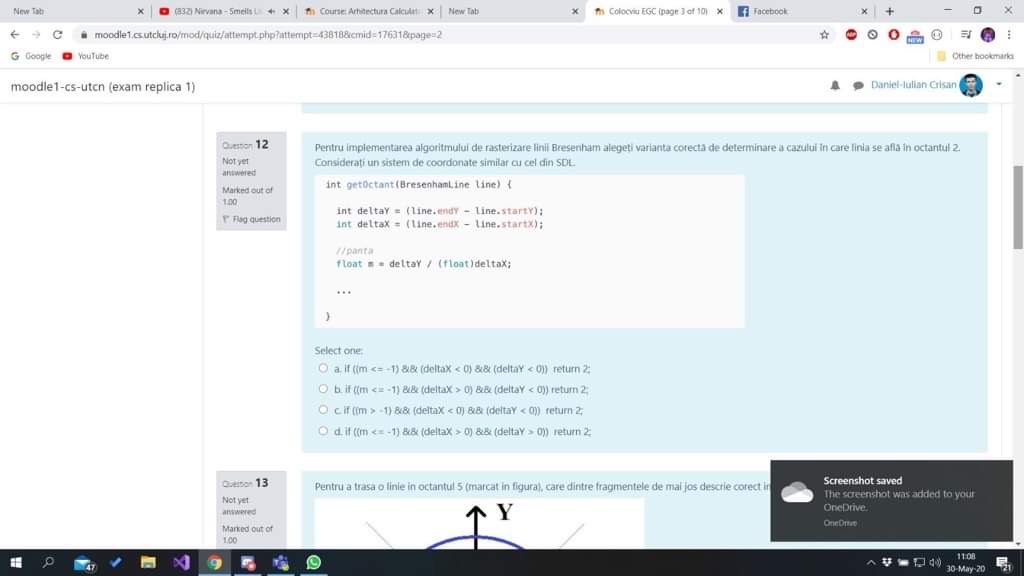 New Tab
(832) Nirvana - Smells Li
Course: Arhitectura Calculat
New Tab
Colocviu EGC (page 3 of 10)
Facebook
moodle1.cs.utcluj.ro/mod/quiz/attempt.php?attempt=43818&cmid=17631&page=2
ABP
NEW
Google
YouTube
Other bookmarks
moodle1-cs-utcn (exam replica 1)
Daniel-Iulian Crisan
Question 12
Not yet
answered
Marked out of
1.00
Flag question
Pentru implementarea algoritmului de rasterizare linii Bresenham alegeți varianta corectă de determinare a cazului în care linia se află în octantul 2.
Considerați un sistem de coordonate similar cu cel din SDL.
int getOctant(BresenhamLine line) {
int deltaY = (line.endY - line.startY);
int deltaX = (line.endX - line.startX);
//panta
float m = deltaY / (float)deltaX;
...
}
Select one:
a. if ((m <= -1) && (deltaX < 0) && (deltaY < 0)) return 2;
b. if ((m <= -1) && (deltaX > 0) && (deltaY < 0)) return 2;
c. if ((m > -1) && (deltaX < 0) && (deltaY < 0)) return 2;
d. if ((m <= -1) && (deltaX > 0) && (deltaY > 0)) return 2;
Question 13
Not yet
answered
Marked out of
1.00
Pentru a trasa o linie in octantul 5 (marcat in figura), care dintre fragmentele de mai jos descrie corect in
Y
Screenshot saved
The screenshot was added to your
OneDrive.
OneDrive
47
11:08
30-May-20
21